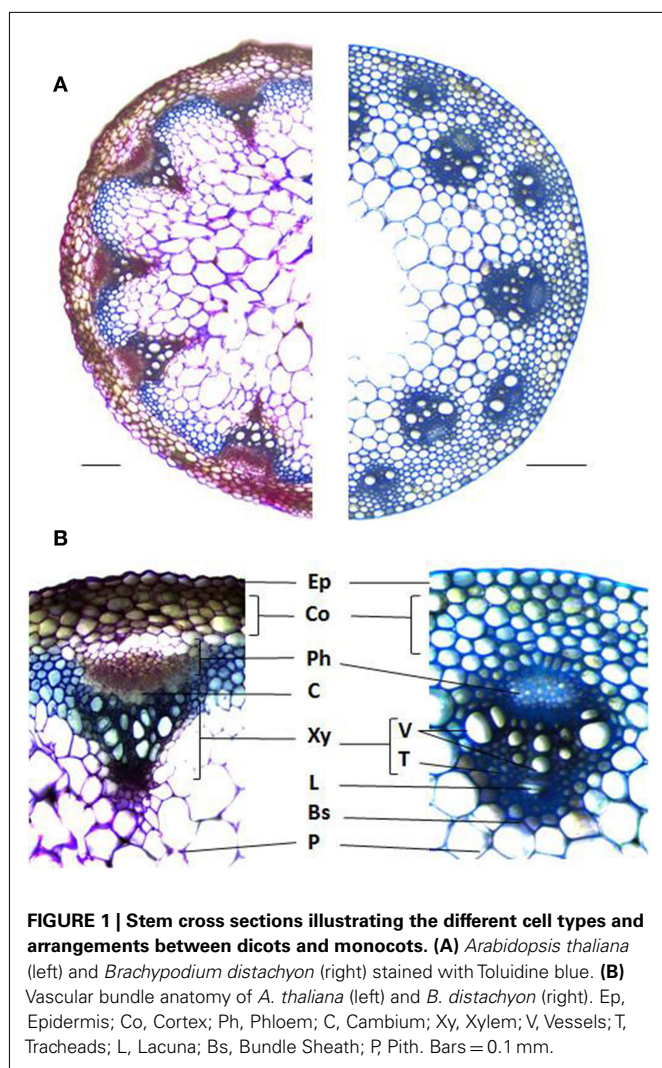 A
B
Ep
Co
Ph
C
Xy
V
T
L
Bs
P
FIGURE 1 | Stem cross sections illustrating the different cell types and
arrangements between dicots and monocots. (A) Arabidopsis thaliana
(left) and Brachypodium distachyon (right) stained with Toluidine blue. (B)
Vascular bundle anatomy of A. thaliana (left) and B. distachyon (right). Ep,
Epidermis; Co, Cortex; Ph, Phloem; C, Cambium; Xy, Xylem; V, Vessels; T,
Tracheads; L, Lacuna; Bs, Bundle Sheath; P, Pith. Bars = 0.1 mm.